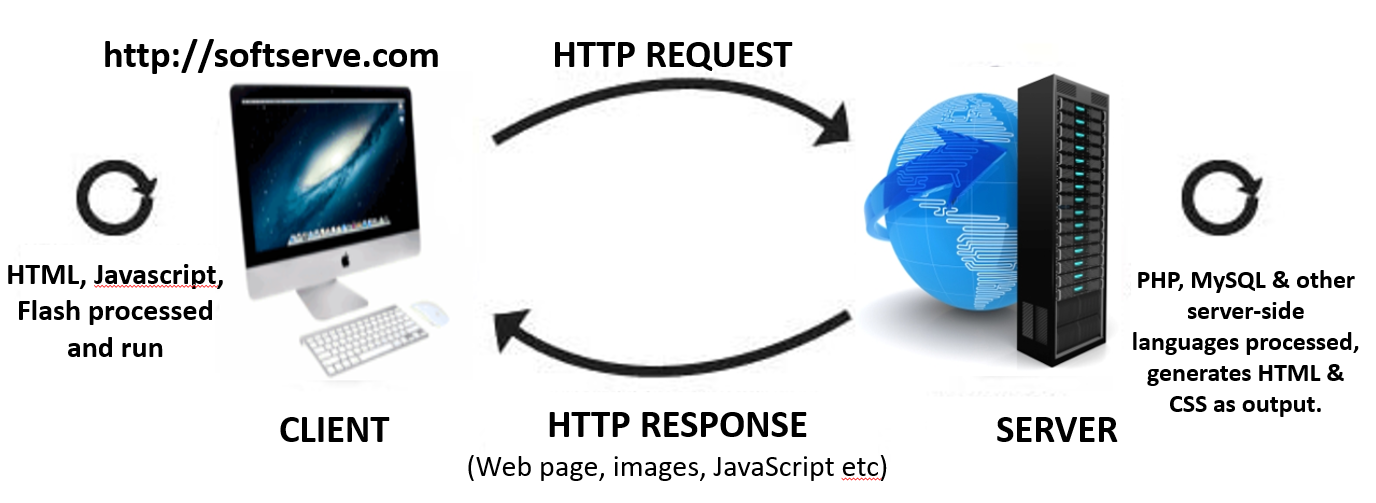 http://softserve.com
HTTP REQUEST
HTML, Javascript,
Flash processed
and run
PHP, MySQL & other
server-side
languages processed,
generates HTML &
CSS as output.
CLIENT
HTTP RESPONSE
(Web page, images, JavaScript etc)
SERVER